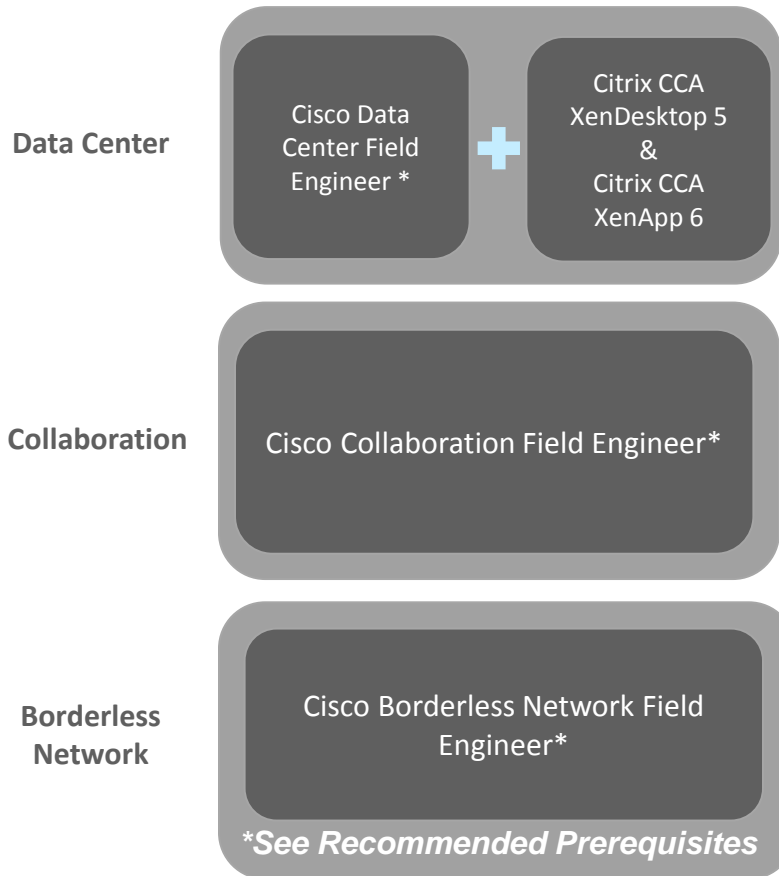 Data Center
Cisco Data
Center Field
Engineer *
Citrix CCA
XenDesktop 5
&
Citrix CCA
XenApp 6
Collaboration
Cisco Collaboration Field Engineer*
Borderless
Network
Cisco Borderless Network Field
Engineer*
*See Recommended Prerequisites